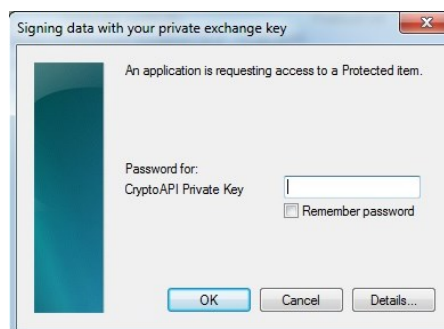 Signing data with your private exchange key
An application is requesting access to a Protected item.
Password for:
CryptoAPI Private Key
Remember password
OK Cancel Details...